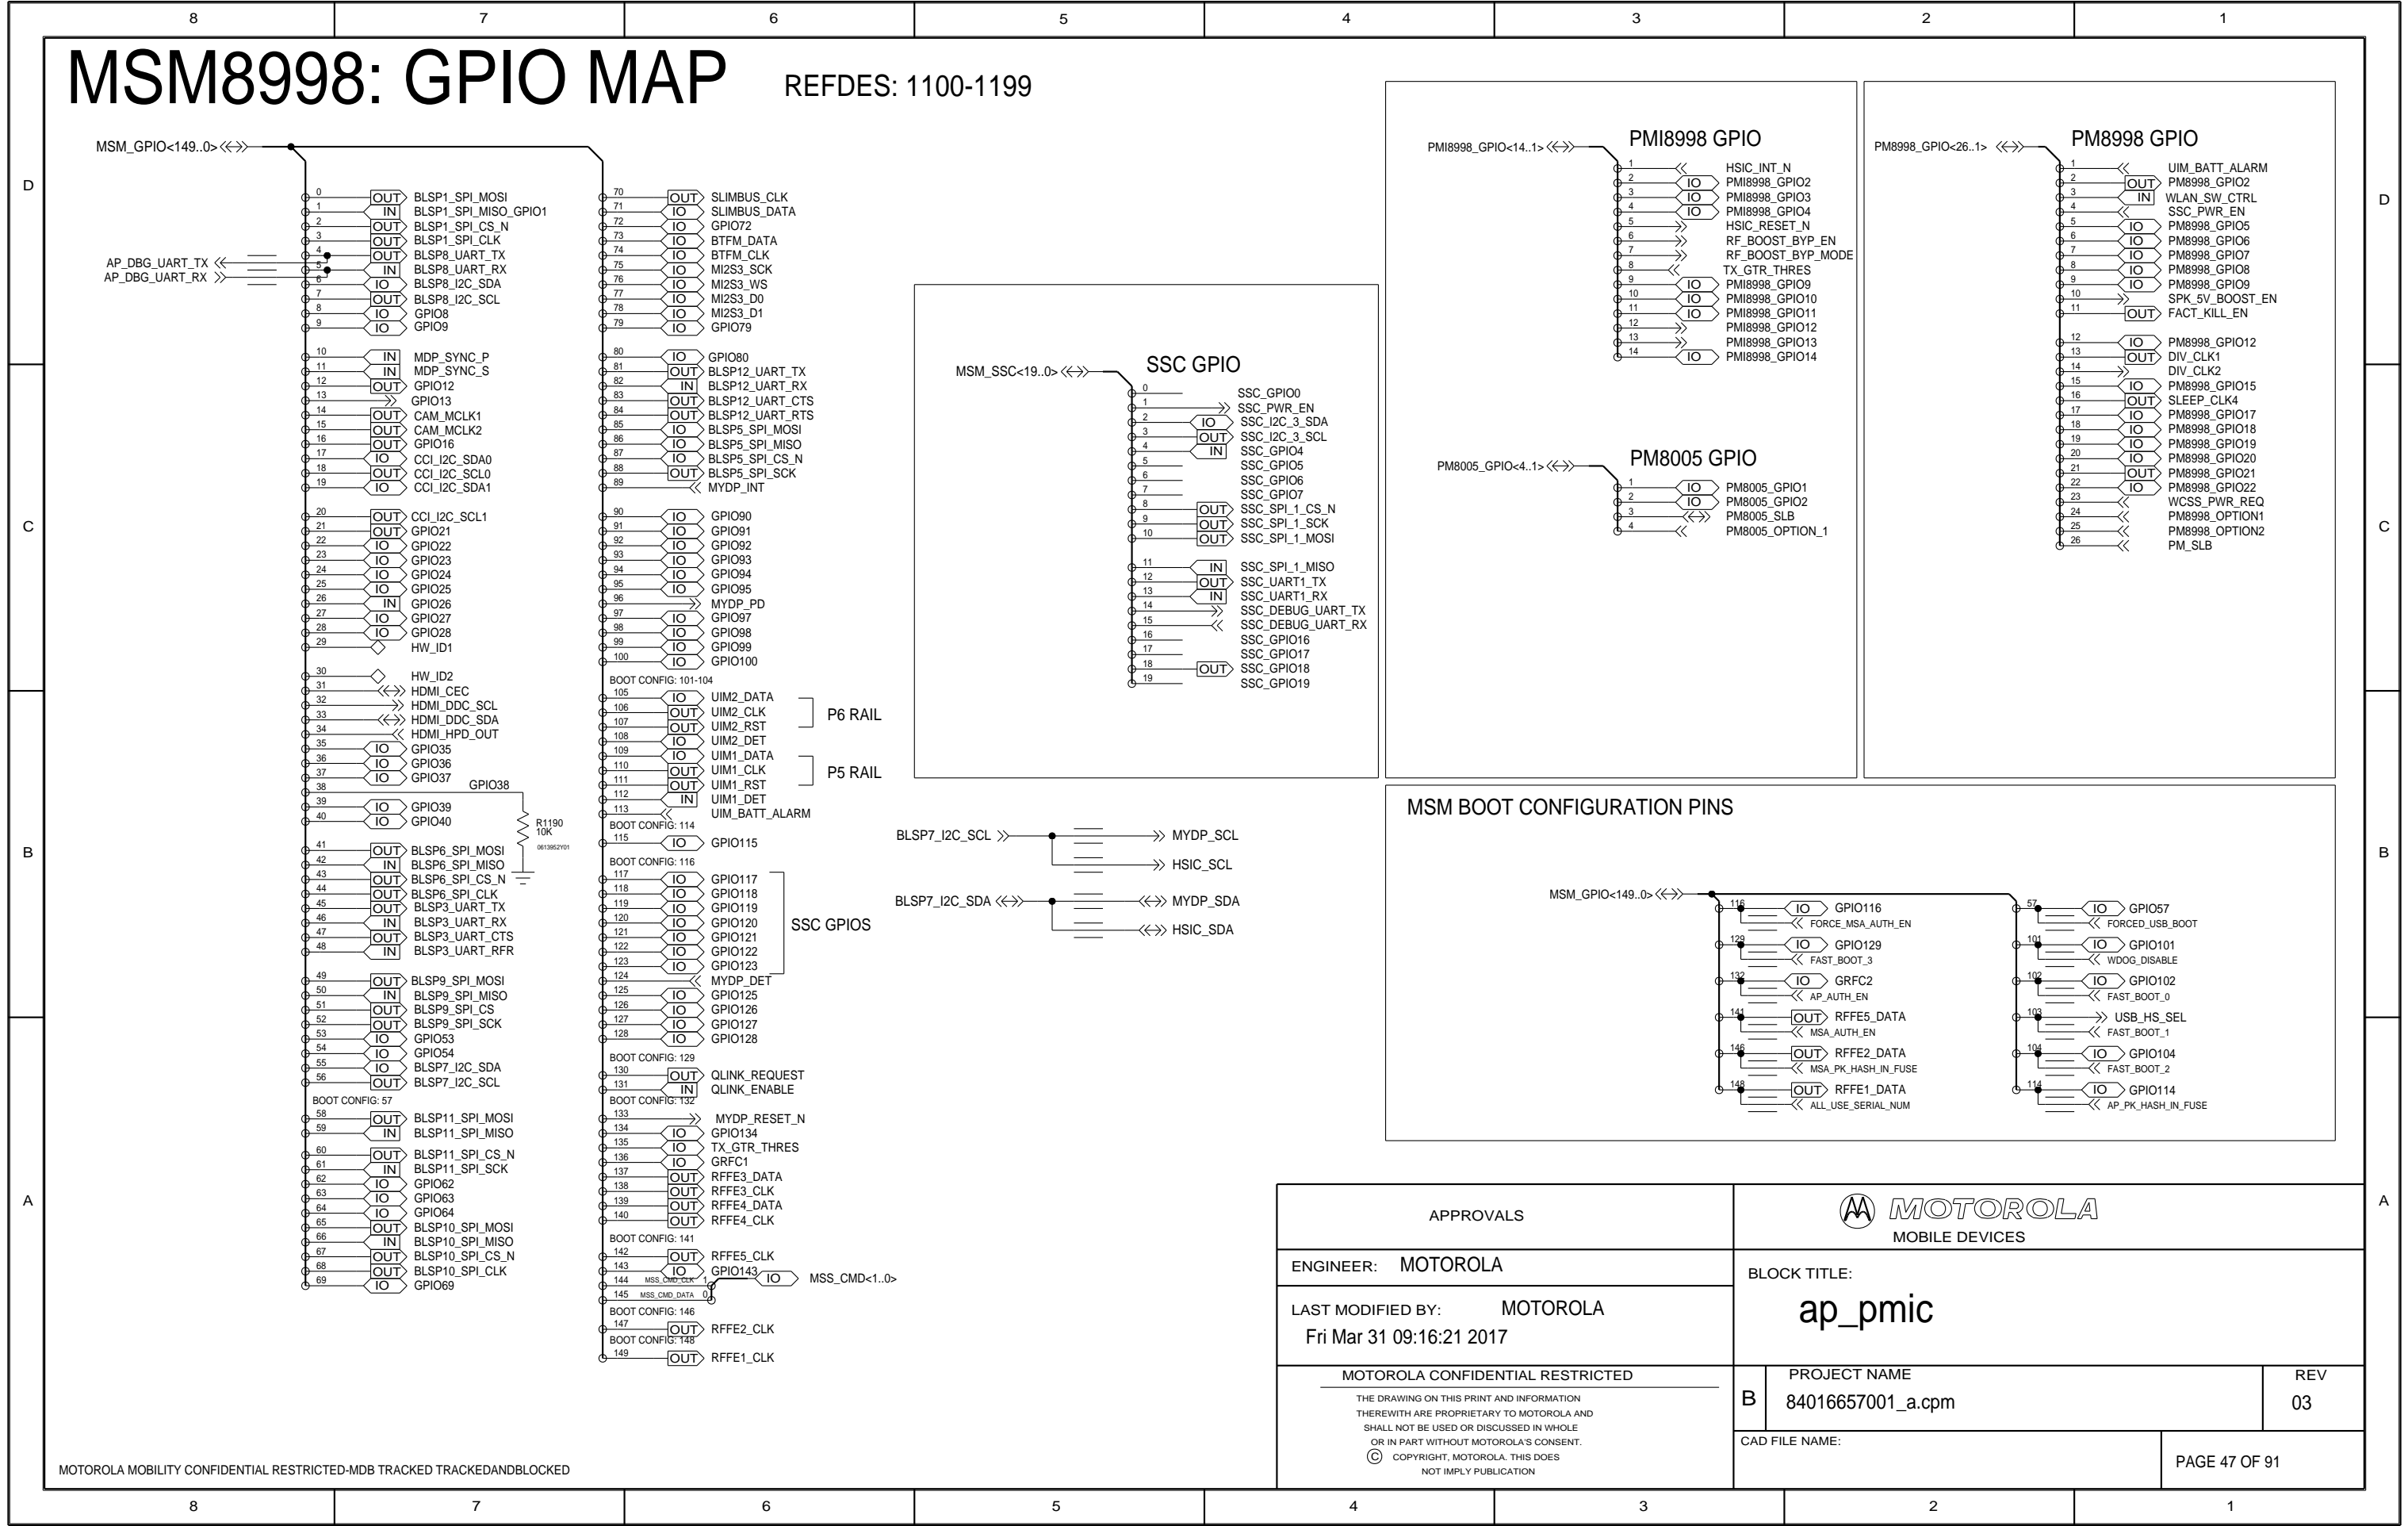 8 7 6 5 4 3 2 1
MSM8998: GPIO MAP REFDES: 1100-1199
D
C
B
A
MSM_GPIO<149..0>
AP_DBG_UART_TX
AP_DBG_UART_RX
0 OUT BLSP1_SPI_MOSI
1 IN BLSP1_SPI_MISO_GPIO1
2 OUT BLSP1_SPI_CS_N
3 OUT BLSP1_SPI_CLK
4 OUT BLSP8_UART_TX
5 IN BLSP8_UART_RX
6 IO BLSP8_I2C_SDA
7 OUT BLSP8_I2C_SCL
8 IO GPIO8
9 IO GPIO9
10 IN MDP_SYNC_P
11 IN MDP_SYNC_S
12 OUT GPIO12
13 GPIO13
14 OUT CAM_MCLK1
15 OUT CAM_MCLK2
16 OUT GPIO16
17 IO CCI_I2C_SDA0
18 OUT CCI_I2C_SCL0
19 IO CCI_I2C_SDA1
20 OUT CCI_I2C_SCL1
21 OUT GPIO21
22 IO GPIO22
23 IO GPIO23
24 IO GPIO24
25 IO GPIO25
26 IN GPIO26
27 IO GPIO27
28 IO GPIO28
29 HW_ID1
30 HW_ID2
31 HDMI_CEC
32 HDMI_DDC_SCL
33 HDMI_DDC_SDA
34 HDMI_HPD_OUT
35 IO GPIO35
36 IO GPIO36
37 IO GPIO37
38 GPIO38
39 IO GPIO39
40 IO GPIO40
R1190
10K
0613952Y01
41 OUT BLSP6_SPI_MOSI
42 IN BLSP6_SPI_MISO
43 OUT BLSP6_SPI_CS_N
44 OUT BLSP6_SPI_CLK
45 OUT BLSP3_UART_TX
46 IN BLSP3_UART_RX
47 OUT BLSP3_UART_CTS
48 IN BLSP3_UART_RFR
49 OUT BLSP9_SPI_MOSI
50 IN BLSP9_SPI_MISO
51 OUT BLSP9_SPI_CS
52 OUT BLSP9_SPI_SCK
53 IO GPIO53
54 IO GPIO54
55 IO BLSP7_I2C_SDA
56 OUT BLSP7_I2C_SCL
BOOT CONFIG: 57
58 OUT BLSP11_SPI_MOSI
59 IN BLSP11_SPI_MISO
60 OUT BLSP11_SPI_CS_N
61 IN BLSP11_SPI_SCK
62 IO GPIO62
63 IO GPIO63
64 IO GPIO64
65 OUT BLSP10_SPI_MOSI
66 IN BLSP10_SPI_MISO
67 OUT BLSP10_SPI_CS_N
68 OUT BLSP10_SPI_CLK
69 IO GPIO69
70 OUT SLIMBUS_CLK
71 IO SLIMBUS_DATA
72 IO GPIO72
73 IO BTFM_DATA
74 IO BTFM_CLK
75 IO MI2S3_SCK
76 IO MI2S3_WS
77 IO MI2S3_D0
78 IO MI2S3_D1
79 IO GPIO79
80 IO GPIO80
81 OUT BLSP12_UART_TX
82 IN BLSP12_UART_RX
83 OUT BLSP12_UART_CTS
84 OUT BLSP12_UART_RTS
85 IO BLSP5_SPI_MOSI
86 IO BLSP5_SPI_MISO
87 IO BLSP5_SPI_CS_N
88 OUT BLSP5_SPI_SCK
89 MYDP_INT
90 IO GPIO90
91 IO GPIO91
92 IO GPIO92
93 IO GPIO93
94 IO GPIO94
95 IO GPIO95
96 MYDP_PD
97 IO GPIO97
98 IO GPIO98
99 IO GPIO99
100 IO GPIO100
BOOT CONFIG: 101-104
105 IO UIM2_DATA
106 OUT UIM2_CLK
107 OUT UIM2_RST
P6 RAIL
108 IO UIM2_DET
109 IO UIM1_DATA
110 OUT UIM1_CLK
111 OUT UIM1_RST
P5 RAIL
112 IN UIM1_DET
113 UIM_BATT_ALARM
BOOT CONFIG: 114
115 IO GPIO115
BOOT CONFIG: 116
117 IO GPIO117
118 IO GPIO118
119 IO GPIO119
120 IO GPIO120
121 IO GPIO121
122 IO GPIO122
123 IO GPIO123
SSC GPIOS
124 MYDP_DET
125 IO GPIO125
126 IO GPIO126
127 IO GPIO127
128 IO GPIO128
BOOT CONFIG: 129
130 OUT QLINK_REQUEST
131 IN QLINK_ENABLE
BOOT CONFIG: 132
133 MYDP_RESET_N
134 IO GPIO134
135 IO TX_GTR_THRES
136 IO GRFC1
137 OUT RFFE3_DATA
138 OUT RFFE3_CLK
139 OUT RFFE4_DATA
140 OUT RFFE4_CLK
BOOT CONFIG: 141
142 OUT RFFE5_CLK
143 IO GPIO143
144 MSS_CMD_CLK 1
145 MSS_CMD_DATA 0
IO MSS_CMD<1..0>
BOOT CONFIG: 146
147 OUT RFFE2_CLK
BOOT CONFIG: 148
149 OUT RFFE1_CLK
SSC GPIO
MSM_SSC<19..0>
0 SSC_GPIO0
1 SSC_PWR_EN
2 IO SSC_I2C_3_SDA
3 OUT SSC_I2C_3_SCL
4 IN SSC_GPIO4
5 SSC_GPIO5
6 SSC_GPIO6
7 SSC_GPIO7
8 OUT SSC_SPI_1_CS_N
9 OUT SSC_SPI_1_SCK
10 OUT SSC_SPI_1_MOSI
11 IN SSC_SPI_1_MISO
12 OUT SSC_UART1_TX
13 IN SSC_UART1_RX
14 SSC_DEBUG_UART_TX
15 SSC_DEBUG_UART_RX
16 SSC_GPIO16
17 SSC_GPIO17
18 OUT SSC_GPIO18
19 SSC_GPIO19
BLSP7_I2C_SCL MYDP_SCL
HSIC_SCL
BLSP7_I2C_SDA MYDP_SDA
HSIC_SDA
PMI8998 GPIO
PMI8998_GPIO<14..1>
1 HSIC_INT_N
2 IO PMI8998_GPIO2
3 IO PMI8998_GPIO3
4 IO PMI8998_GPIO4
5 HSIC_RESET_N
6 RF_BOOST_BYP_EN
7 RF_BOOST_BYP_MODE
8 TX_GTR_THRES
9 IO PMI8998_GPIO9
10 IO PMI8998_GPIO10
11 IO PMI8998_GPIO11
12 PMI8998_GPIO12
13 PMI8998_GPIO13
14 IO PMI8998_GPIO14
PM8005 GPIO
PM8005_GPIO<4..1>
1 IO PM8005_GPIO1
2 IO PM8005_GPIO2
3 PM8005_SLB
4 PM8005_OPTION_1
PM8998 GPIO
PM8998_GPIO<26..1>
1 UIM_BATT_ALARM
2 OUT PM8998_GPIO2
3 IN WLAN_SW_CTRL
4 SSC_PWR_EN
5 IO PM8998_GPIO5
6 IO PM8998_GPIO6
7 IO PM8998_GPIO7
8 IO PM8998_GPIO8
9 IO PM8998_GPIO9
10 SPK_5V_BOOST_EN
11 OUT FACT_KILL_EN
12 IO PM8998_GPIO12
13 OUT DIV_CLK1
14 DIV_CLK2
15 IO PM8998_GPIO15
16 OUT SLEEP_CLK4
17 IO PM8998_GPIO17
18 IO PM8998_GPIO18
19 IO PM8998_GPIO19
20 IO PM8998_GPIO20
21 OUT PM8998_GPIO21
22 IO PM8998_GPIO22
23 WCSS_PWR_REQ
24 PM8998_OPTION1
25 PM8998_OPTION2
26 PM_SLB
MSM BOOT CONFIGURATION PINS
MSM_GPIO<149..0>
116 IO GPIO116
FORCE_MSA_AUTH_EN
129 IO GPIO129
FAST_BOOT_3
132 IO GRFC2
AP_AUTH_EN
141 OUT RFFE5_DATA
MSA_AUTH_EN
146 OUT RFFE2_DATA
MSA_PK_HASH_IN_FUSE
148 OUT RFFE1_DATA
ALL_USE_SERIAL_NUM
57 IO GPIO57
FORCED_USB_BOOT
101 IO GPIO101
WDOG_DISABLE
102 IO GPIO102
FAST_BOOT_0
103 USB_HS_SEL
FAST_BOOT_1
104 IO GPIO104
FAST_BOOT_2
114 IO GPIO114
AP_PK_HASH_IN_FUSE
D
C
B
A
APPROVALS
ENGINEER: MOTOROLA
LAST MODIFIED BY: MOTOROLA
Fri Mar 31 09:16:21 2017
MOTOROLA CONFIDENTIAL RESTRICTED
THE DRAWING ON THIS PRINT AND INFORMATION
THEREWITH ARE PROPRIETARY TO MOTOROLA AND
SHALL NOT BE USED OR DISCUSSED IN WHOLE
OR IN PART WITHOUT MOTOROLA'S CONSENT.
© COPYRIGHT, MOTOROLA. THIS DOES
NOT IMPLY PUBLICATION
MOTOROLA
MOBILE DEVICES
BLOCK TITLE:
ap_pmic
B
PROJECT NAME
84016657001_a.cpm
REV
03
CAD FILE NAME:
PAGE 47 OF 91
MOTOROLA MOBILITY CONFIDENTIAL RESTRICTED-MDB TRACKED TRACKEDANDBLOCKED
8 7 6 5 4 3 2 1